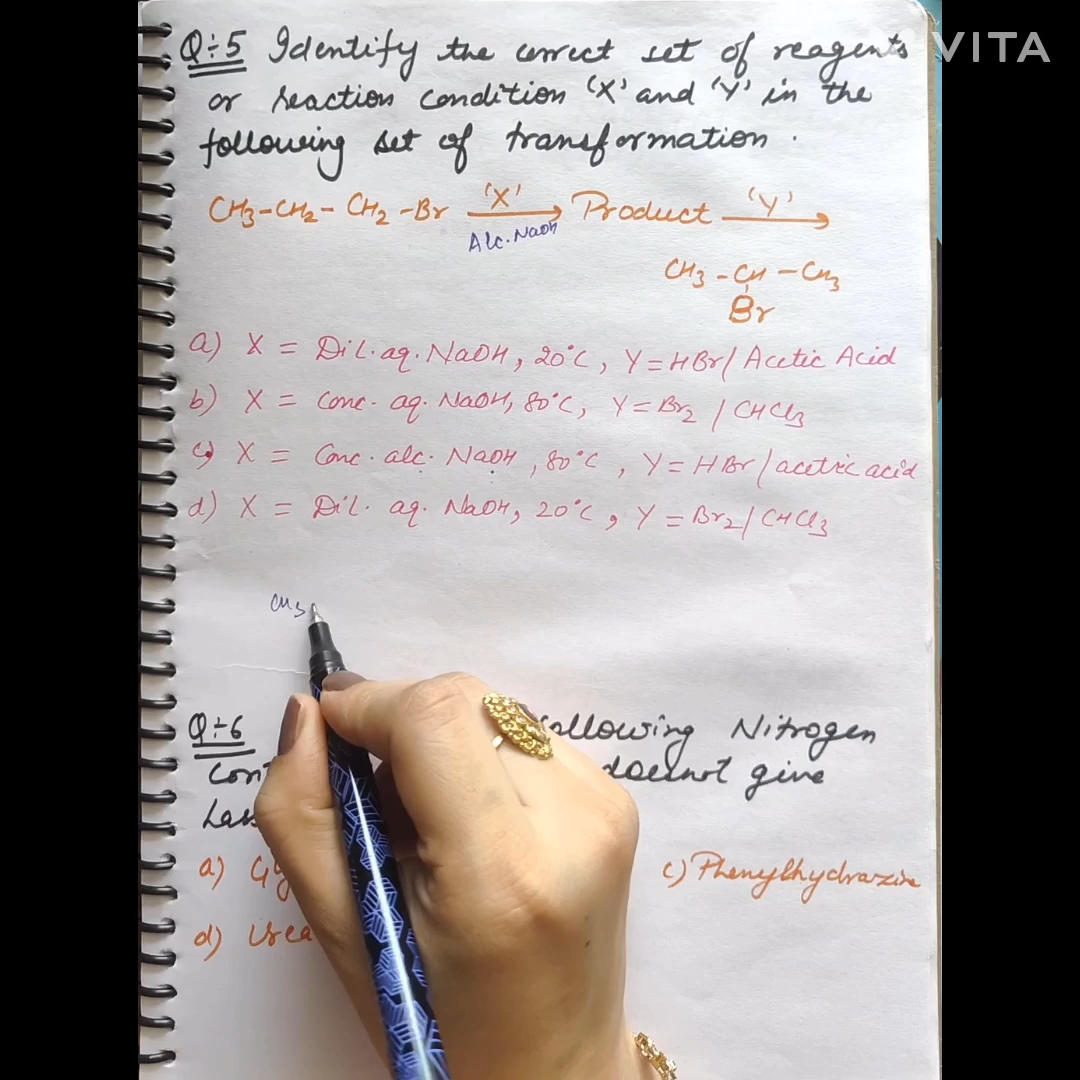 VITA
Q÷5 Identify the correct set of reagents
or reaction condition 'X' and 'Y' in the
following set of transformation.
CH3-CH2-CH2-Br 'X' Alc. NaOH Product 'Y'
CH3-CH-CH3
Br
a) X = Dil. aq. NaOH, 20°C, Y = HBr/Acetic Acid
b) X = Conc. aq. NaOH, 80°C, Y = Br2 / CHCl3
c) X = Conc. alc. NaOH, 80°C, Y = HBr/acetic acid
d) X = Dil. aq. NaOH, 20°C, Y = Br2/CHCl3
CH3
Q÷6 following Nitrogen
doesnot give
a) c) Phenylhydrazine
d) Urea